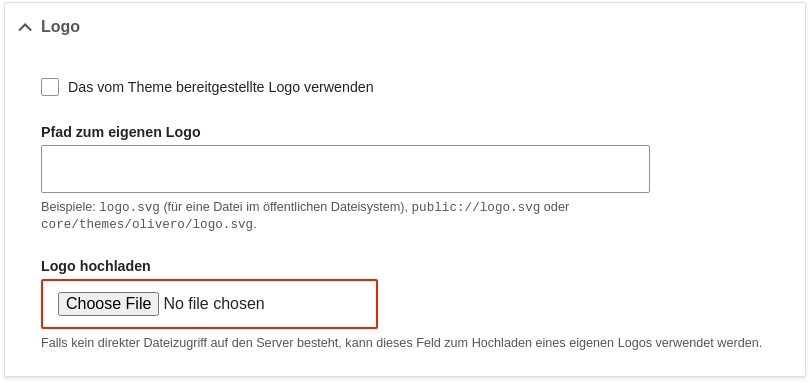 Logo
Das vom Theme bereitgestellte Logo verwenden
Pfad zum eigenen Logo
Beispiele: logo.svg (für eine Datei im öffentlichen Dateisystem), public://logo.svg oder
core/themes/olivero/logo.svg.
Logo hochladen
Choose File No file chosen
Falls kein direkter Dateizugriff auf den Server besteht, kann dieses Feld zum Hochladen eines eigenen Logos verwendet werden.